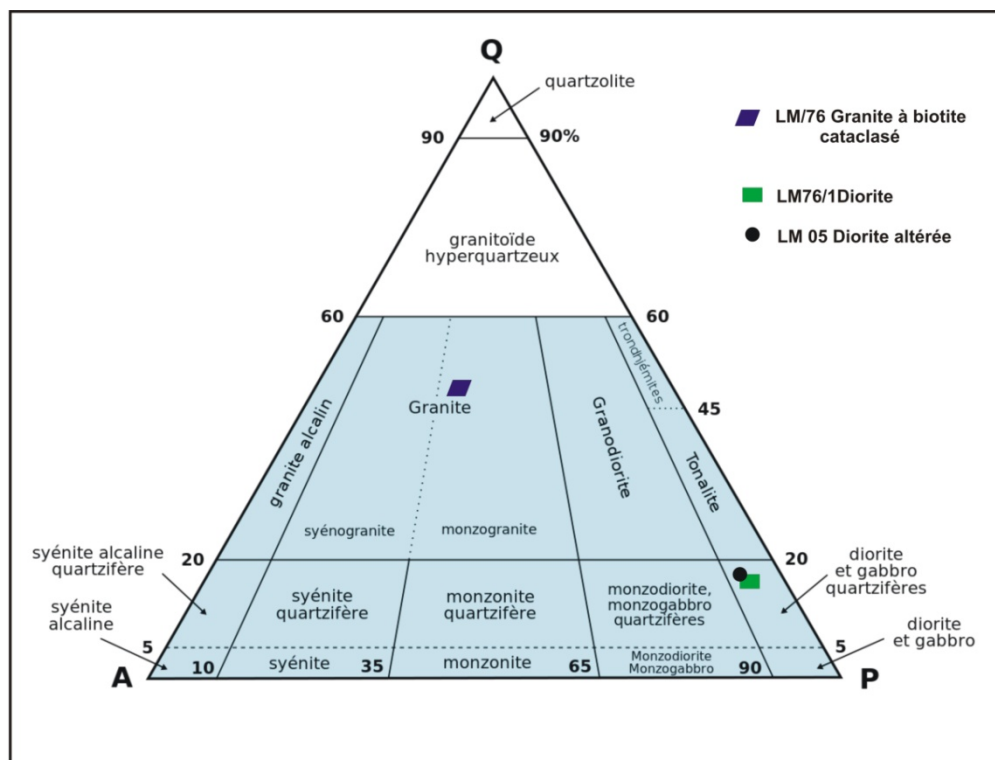 Q
quartzolite
90
90%
LM/76 Granite à biotite
cataclasé
LM76/1Diorite
LM 05 Diorite altérée
granitoïde
hyperquartzeux
60
60
trondhjémites
45
Granite
granite alcalin
Granodiorite
Tonalite
syénogranite
monzogranite
syénite alcaline
quartzifère
20
20
diorite
et gabbro
quartzifères
syénite
quartzifère
monzonite
quartzifère
monzodiorite,
monzogabbro
quartzifères
syénite
alcaline
diorite
et gabbro
5
5
A
10
syénite
35
monzonite
65
Monzodiorite
Monzogabbro
90
P